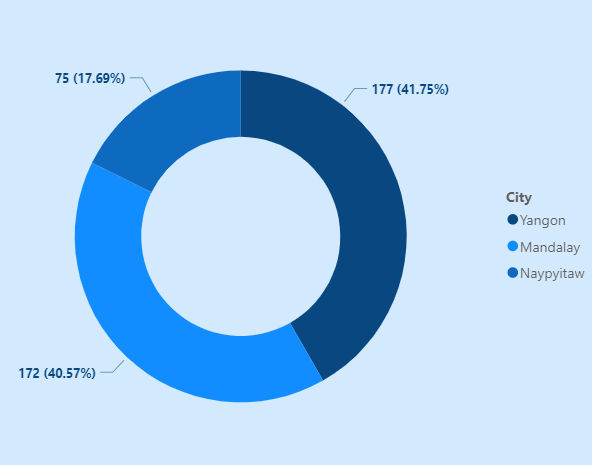 75 (17.69%)
177 (41.75%)
City
Yangon
Mandalay
Naypyitaw
172 (40.57%)